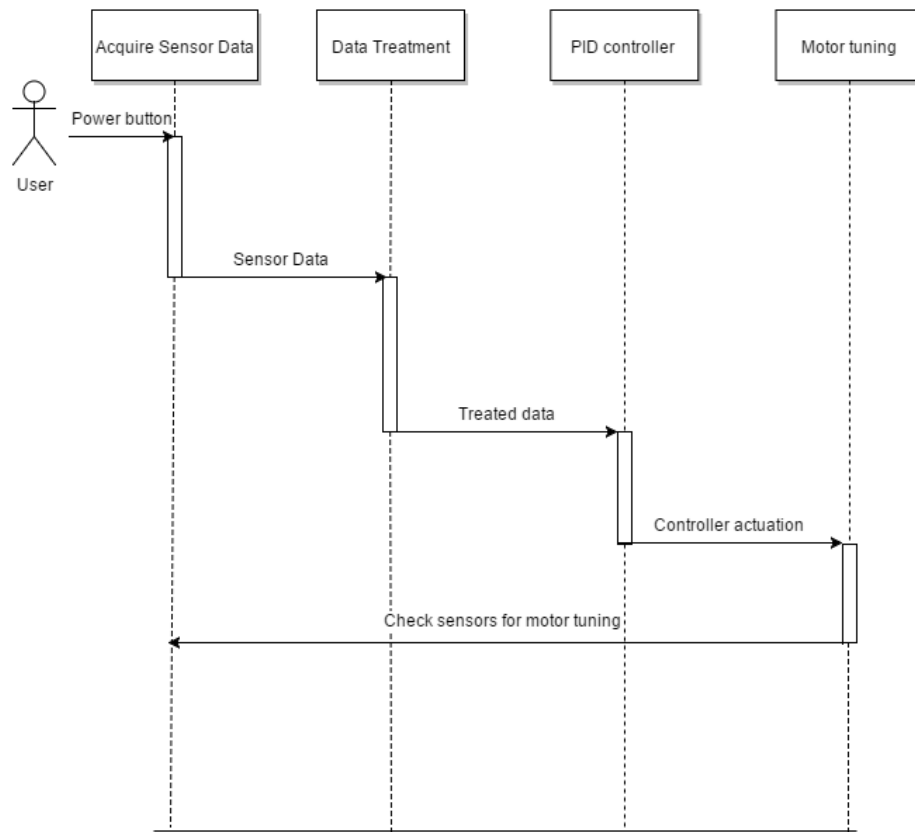 Acquire Sensor Data
Data Treatment
PID controller
Motor tuning
Power button
User
Sensor Data
Treated data
Controller actuation
Check sensors for motor tuning